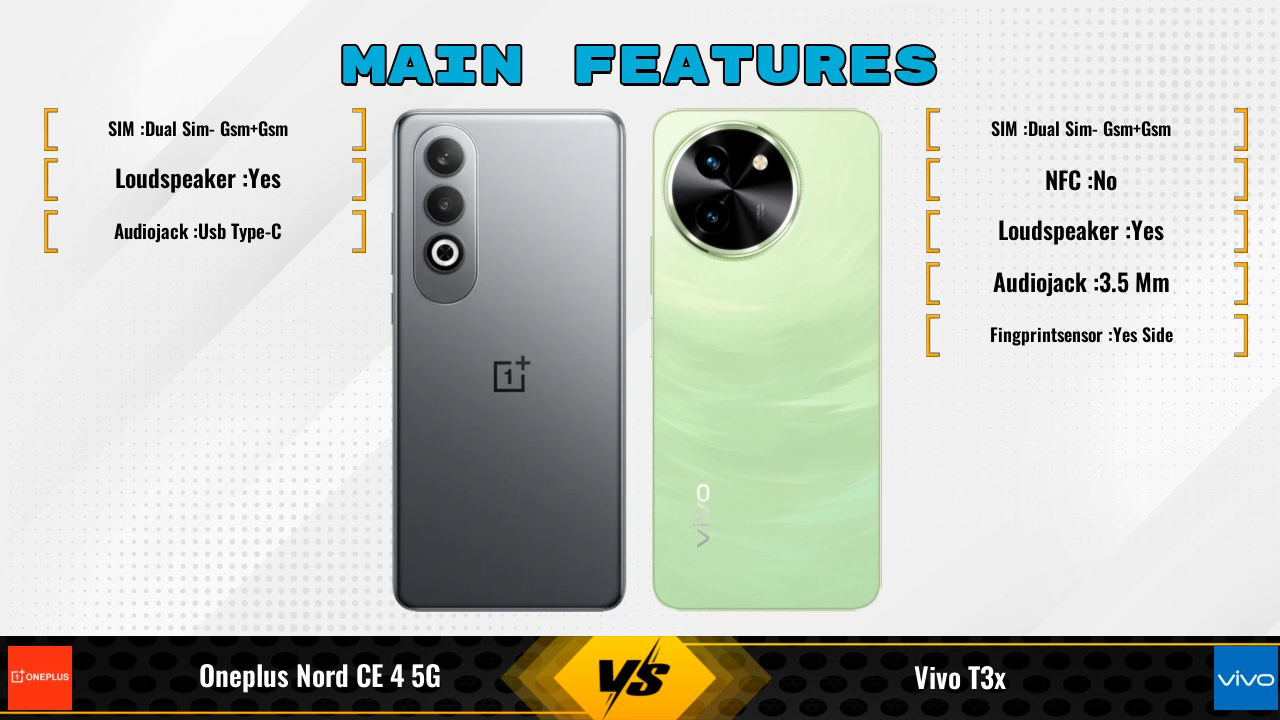 MAIN FEATURES
SIM :Dual Sim- Gsm+Gsm
Loudspeaker :Yes
Audiojack :Usb Type-C
SIM :Dual Sim- Gsm+Gsm
NFC :No
Loudspeaker :Yes
Audiojack :3.5 Mm
Fingprintsensor :Yes Side
1+
vivo
1+ ONEPLUS
Oneplus Nord CE 4 5G
VS
Vivo T3x
vivo